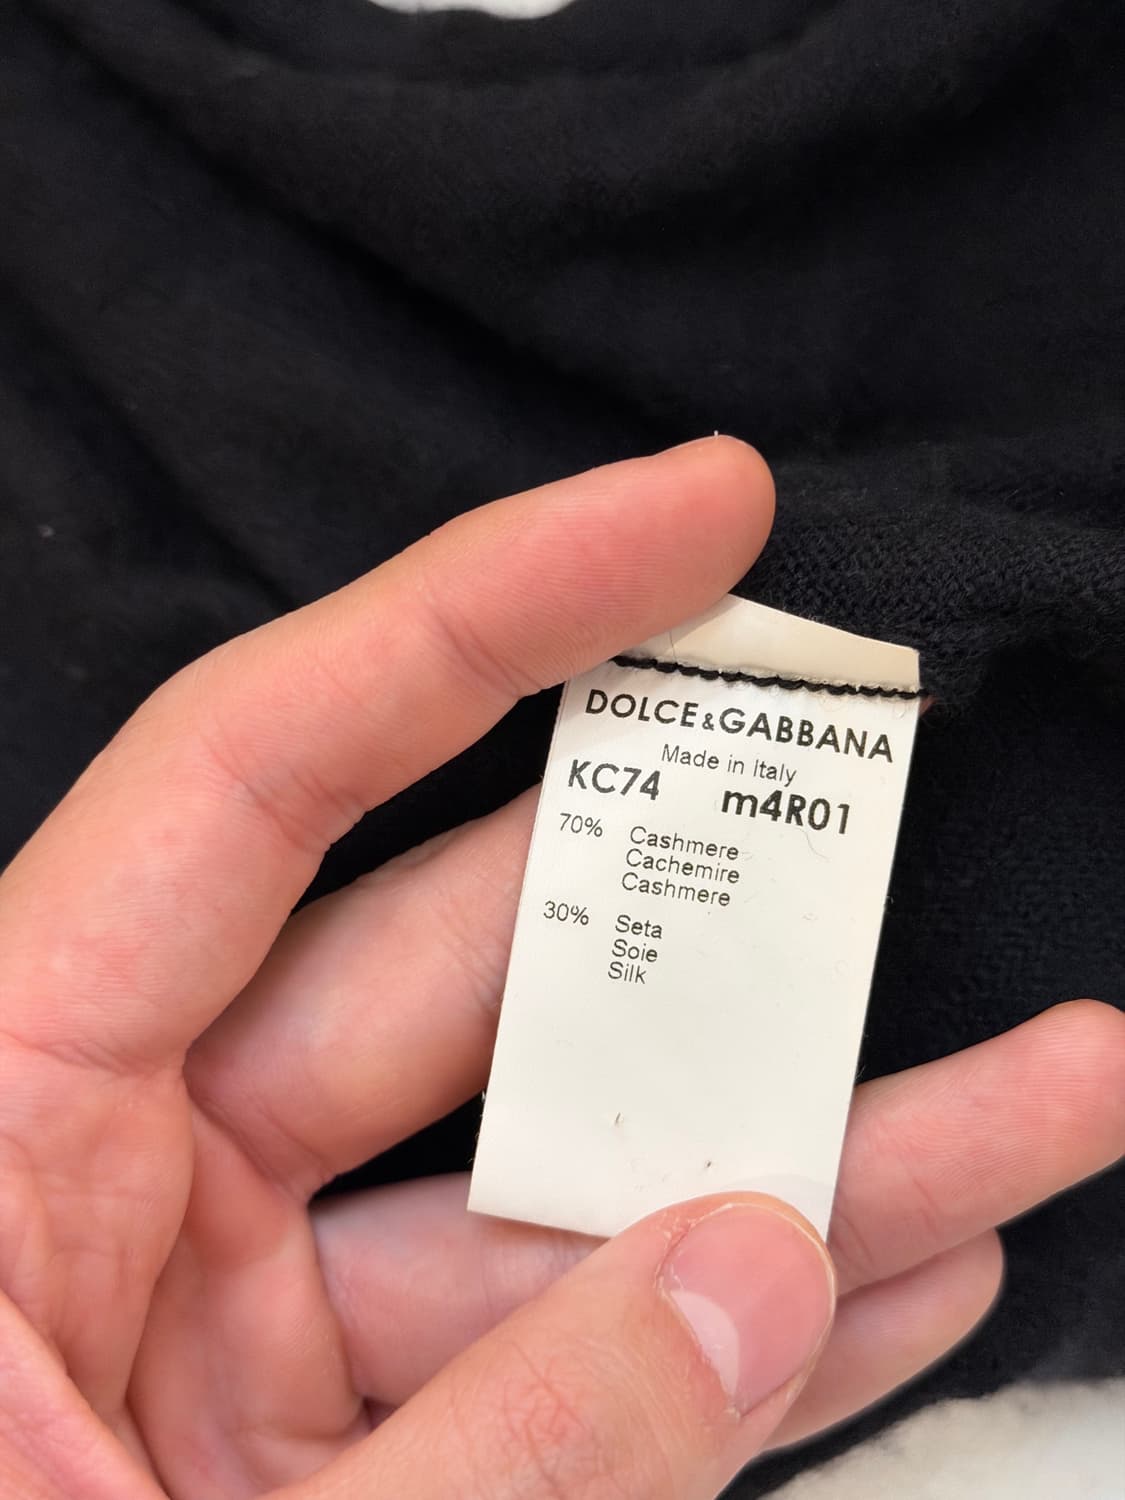 DOLCE&GABBANA
Made in Italy
KC74 m4R01
70% Cashmere
Cachemire
Cashmere
30% Seta
Soie
Silk